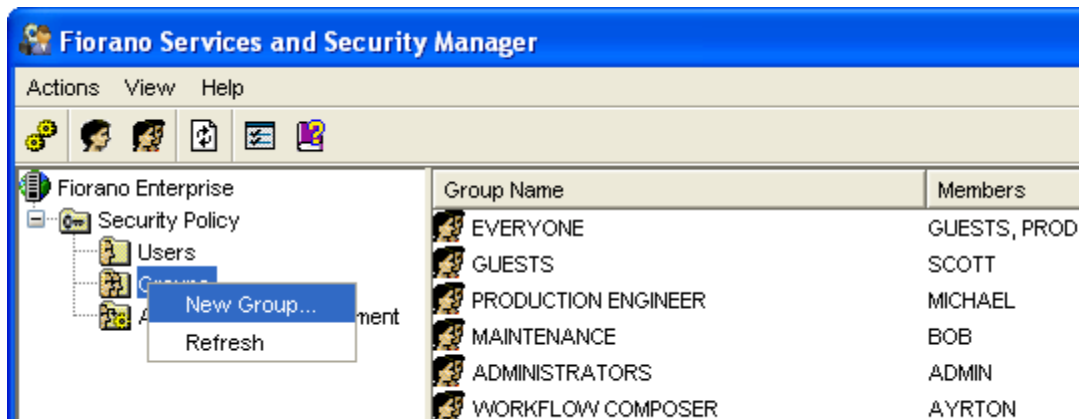 Fiorano Services and Security Manager
Actions View Help
Fiorano Enterprise
Security Policy
Users
New Group...
Refresh
Group Name Members
EVERYONE GUESTS, PROD
GUESTS SCOTT
PRODUCTION ENGINEER MICHAEL
MAINTENANCE BOB
ADMINISTRATORS ADMIN
WORKFLOW COMPOSER AYRTON